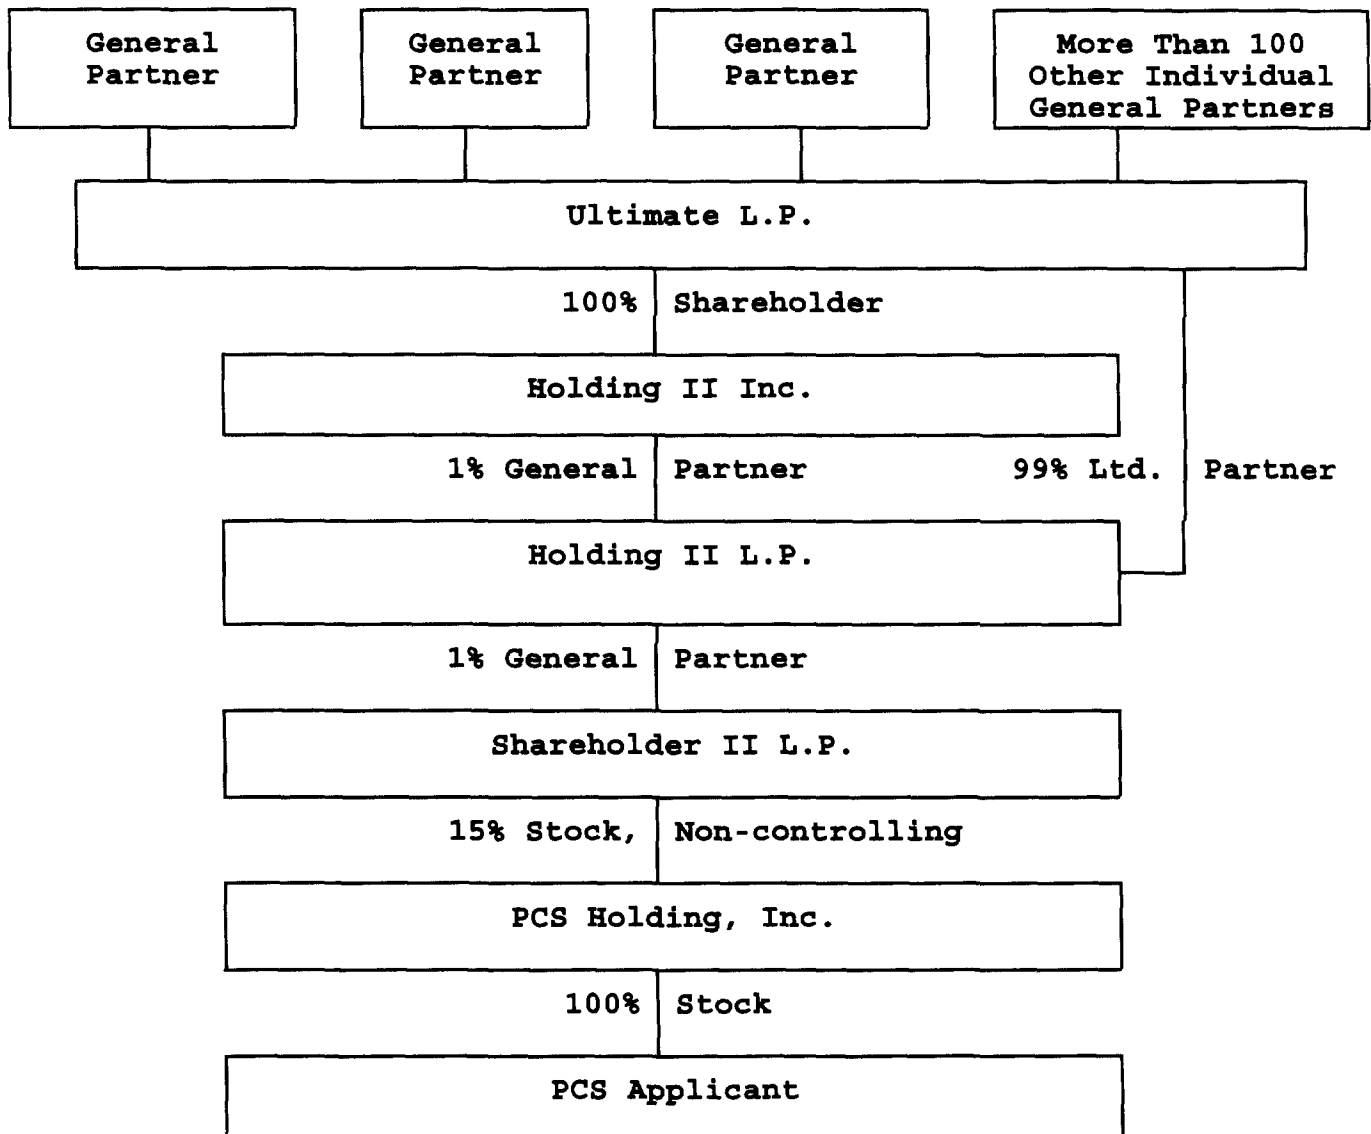 General
Partner
General
Partner
General
Partner
More Than 100
Other Individual
General Partners
Ultimate L.P.
100% Shareholder
Holding II Inc.
1% General Partner
99% Ltd. Partner
Holding II L.P.
1% General Partner
Shareholder II L.P.
15% Stock, Non-controlling
PCS Holding, Inc.
100% Stock
PCS Applicant